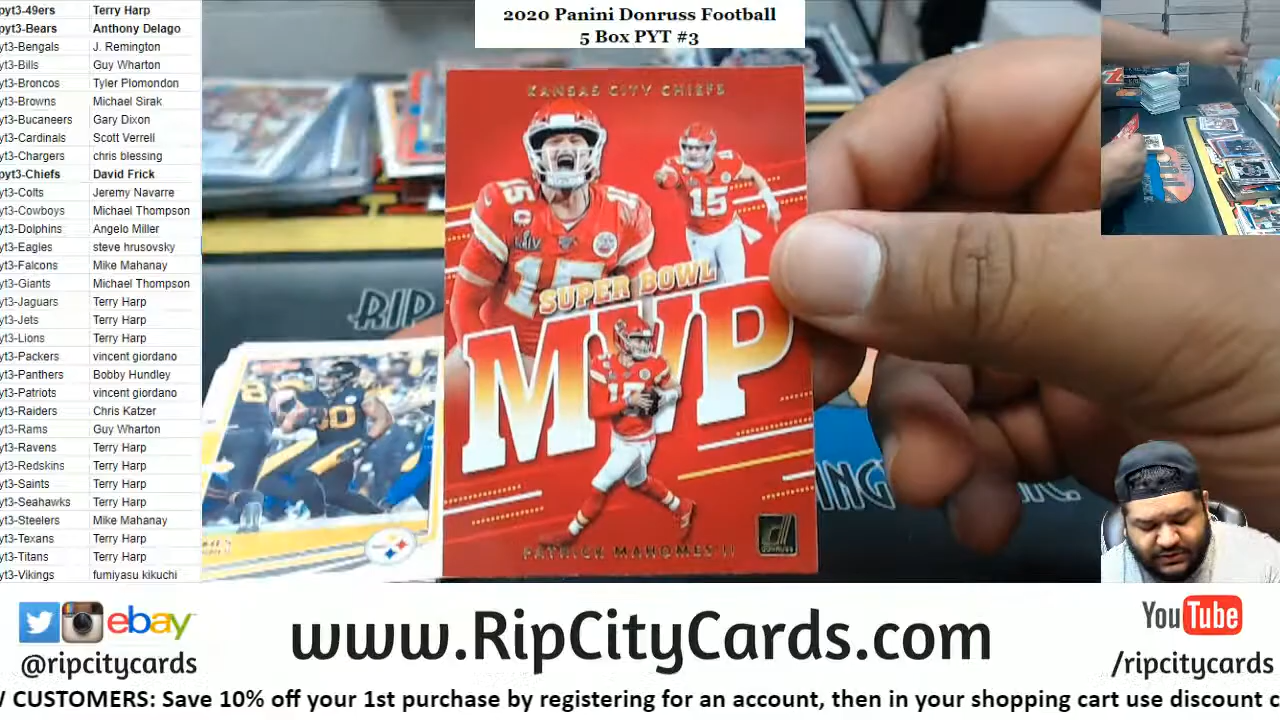 2020 Panini Donruss Football
5 Box PYT #3
pyt3-49ers Terry Harp
pyt3-Bears Anthony Delago
yt3-Bengals J. Remington
yt3-Bills Guy Wharton
yt3-Broncos Tyler Plomondon
yt3-Browns Michael Sirak
yt3-Bucaneers Gary Dixon
yt3-Cardinals Scott Verrell
yt3-Chargers chris blessing
pyt3-Chiefs David Frick
yt3-Colts Jeremy Navarre
yt3-Cowboys Michael Thompson
yt3-Dolphins Angelo Miller
yt3-Eagles steve hrusovsky
yt3-Falcons Mike Mahanay
yt3-Giants Michael Thompson
yt3-Jaguars Terry Harp
yt3-Jets Terry Harp
yt3-Lions Terry Harp
yt3-Packers vincent giordano
yt3-Panthers Bobby Hundley
yt3-Patriots vincent giordano
yt3-Raiders Chris Katzer
yt3-Rams Guy Wharton
yt3-Ravens Terry Harp
yt3-Redskins Terry Harp
yt3-Saints Terry Harp
yt3-Seahawks Terry Harp
yt3-Steelers Mike Mahanay
yt3-Texans Terry Harp
yt3-Titans Terry Harp
yt3-Vikings fumiyasu kikuchi
KANSAS CITY CHIEFS
15
15
15
SUPER BOWL
MVP
15
PATRICK MAHOMES II
DONRUSS
RIP
30
ebay
@ripcitycards
www.RipCityCards.com
YouTube
/ripcitycards
W CUSTOMERS: Save 10% off your 1st purchase by registering for an account, then in your shopping cart use discount c